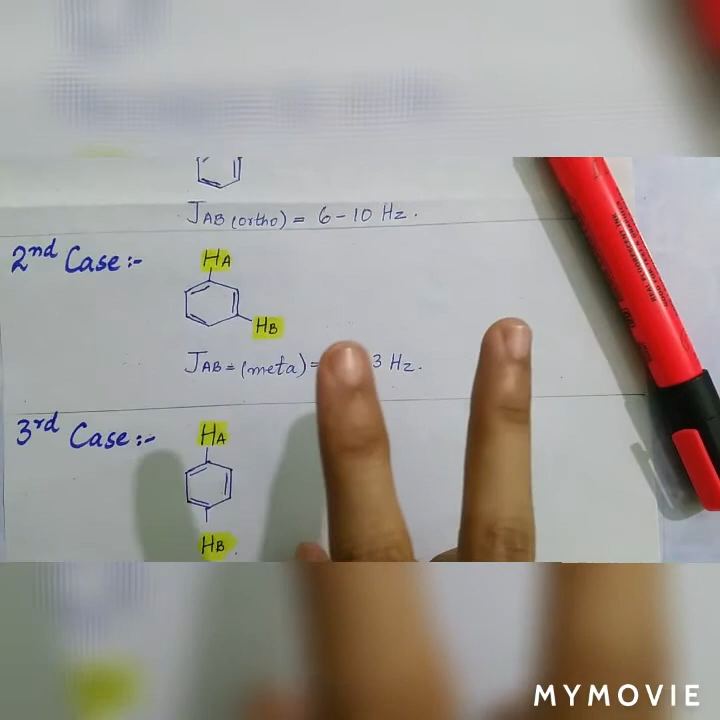 JAB (ortho) = 6-10 Hz.
2nd Case:-
HA
HB
JAB = (meta) = 3 Hz.
3rd Case:-
HA
HB.
MYMOVIE